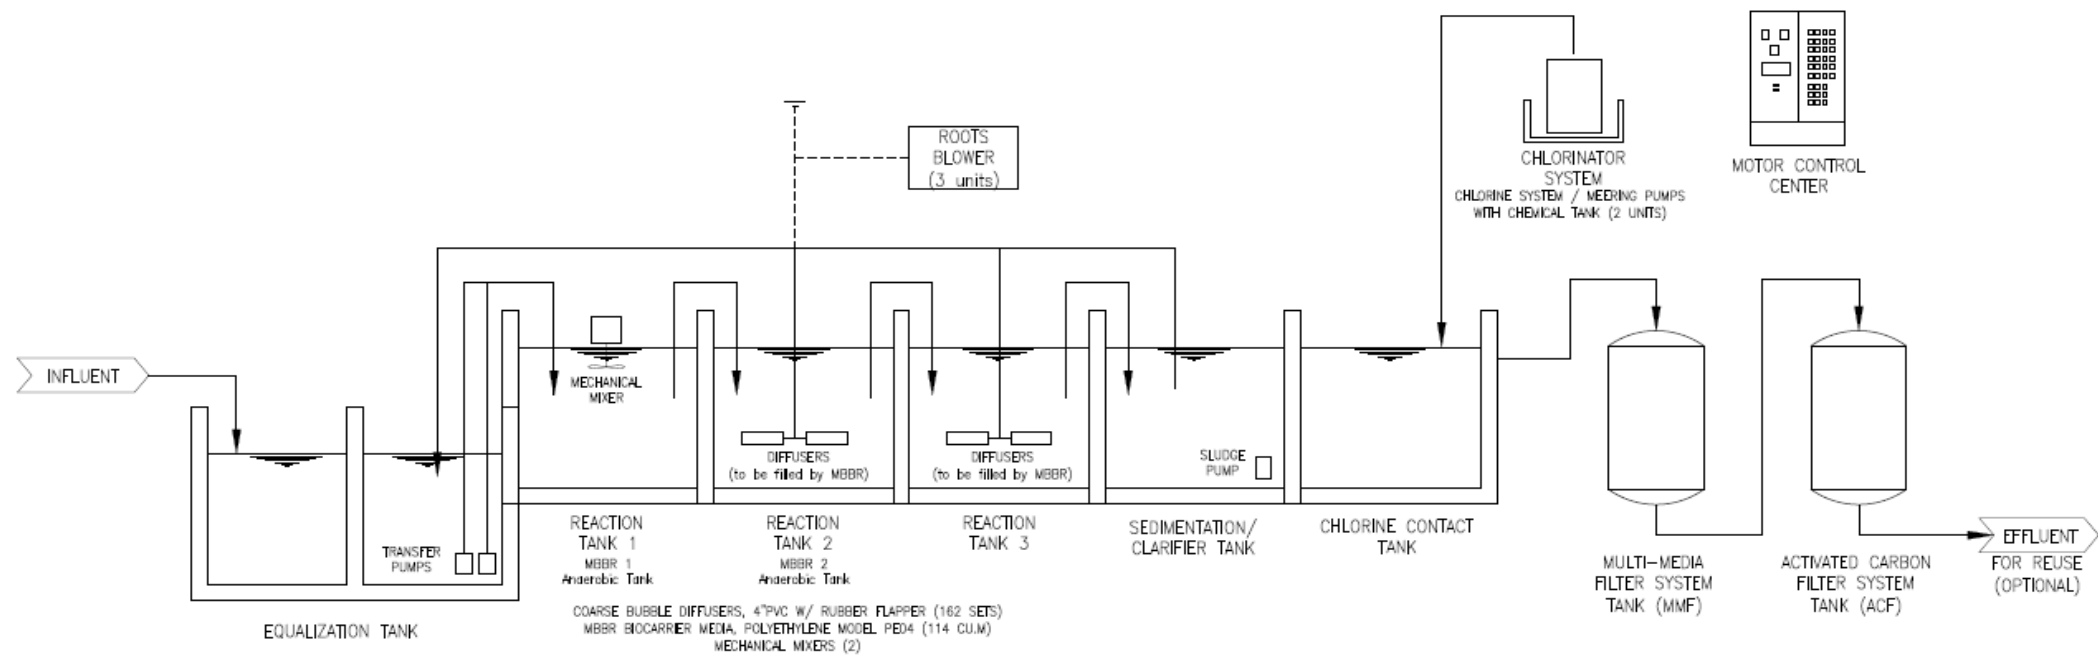 ROOTS
BLOWER
(3 units)
CHLORINATOR
SYSTEM
CHLORINE SYSTEM / MEERING PUMPS
WITH CHEMICAL TANK (2 UNITS)
MOTOR CONTROL
CENTER
INFLUENT
MECHANICAL
MIXER
DIFFUSERS
(to be filled by MBBR)
DIFFUSERS
(to be filled by MBBR)
SLUDGE
PUMP
TRANSFER
PUMPS
EQUALIZATION TANK
REACTION
TANK 1
MBBR 1
Anaerobic Tank
REACTION
TANK 2
MBBR 2
Anaerobic Tank
REACTION
TANK 3
SEDIMENTATION/
CLARIFIER TANK
CHLORINE CONTACT
TANK
COARSE BUBBLE DIFFUSERS, 4"PVC W/ RUBBER FLAPPER (162 SETS)
MBBR BIOCARRIER MEDIA, POLYETHYLENE MODEL PE04 (114 CU.M)
MECHANICAL MIXERS (2)
MULTI-MEDIA
FILTER SYSTEM
TANK (MMF)
ACTIVATED CARBON
FILTER SYSTEM
TANK (ACF)
EFFLUENT
FOR REUSE
(OPTIONAL)